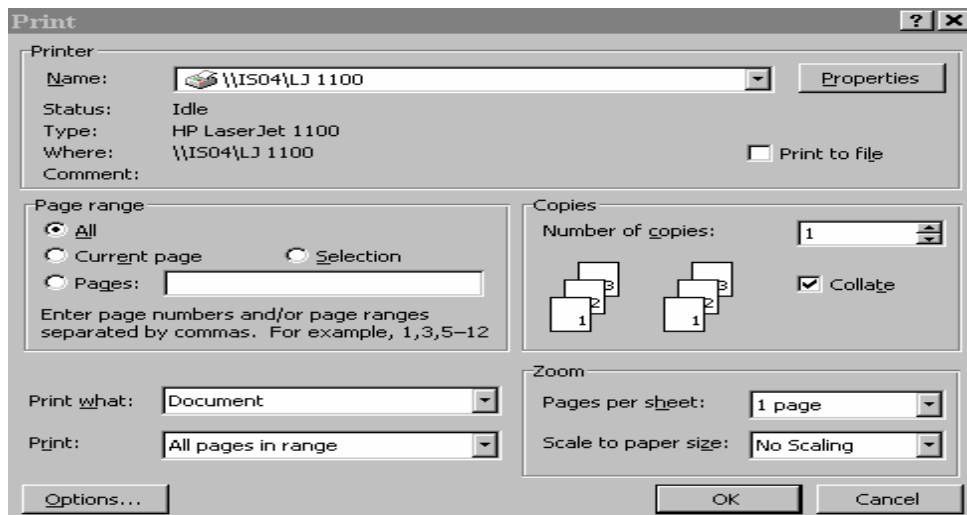 Print
Printer
Name: \\IS04\LJ 1100 Properties
Status: Idle
Type: HP LaserJet 1100
Where: \\IS04\LJ 1100 Print to file
Comment:
Page range
All
Current page Selection
Pages:
Enter page numbers and/or page ranges
separated by commas. For example, 1,3,5–12
Copies
Number of copies: 1
3 3
2 2
1 1
Collate
Print what: Document
Print: All pages in range
Zoom
Pages per sheet: 1 page
Scale to paper size: No Scaling
Options... OK Cancel